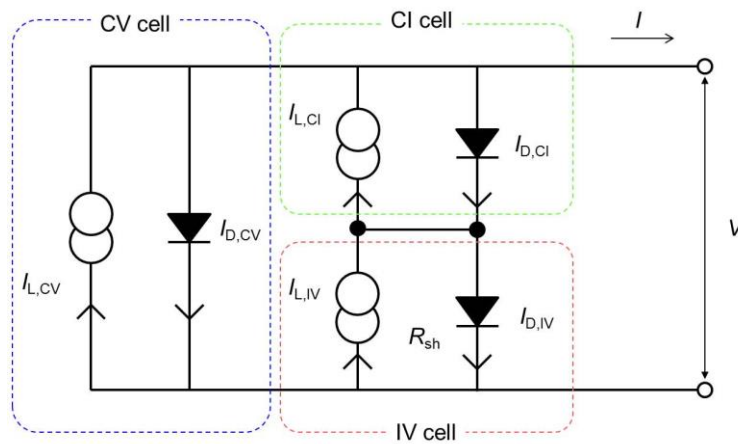 CV cell
CI cell
I
I_L,CI
I_D,CI
I_D,CV
V
I_L,CV
I_L,IV
I_D,IV
R_sh
IV cell